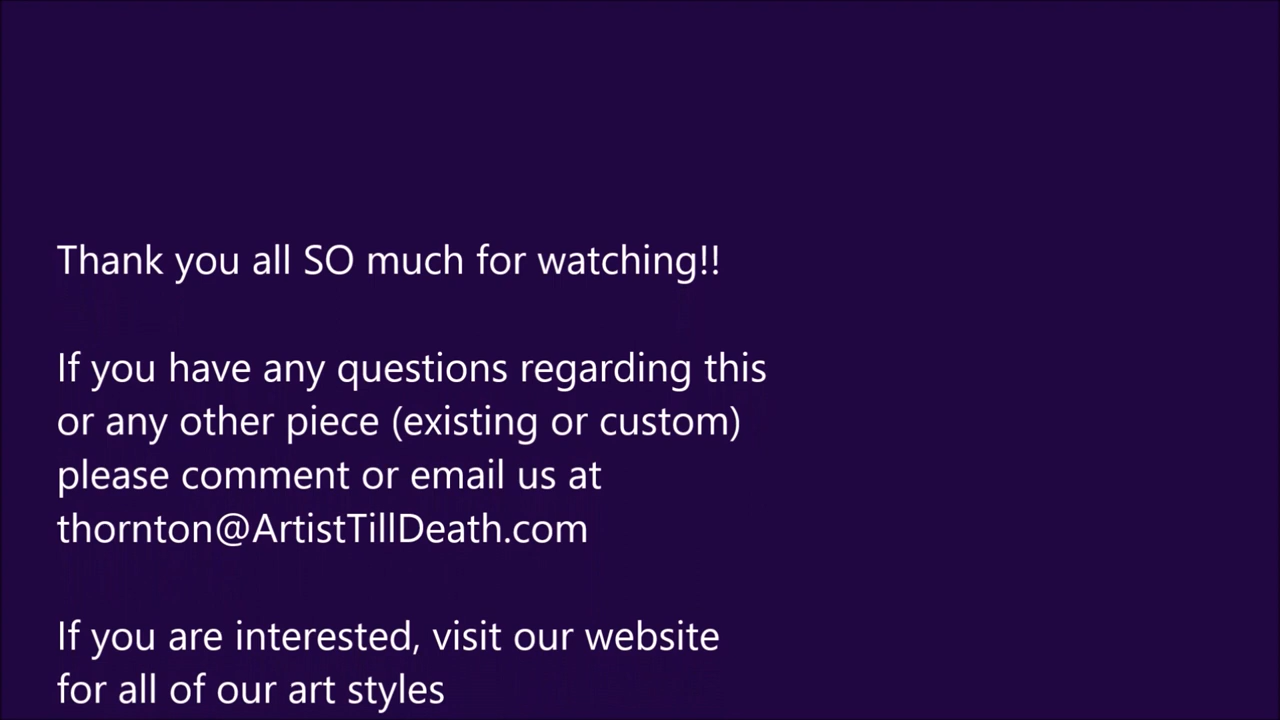 Thank you all SO much for watching!!
If you have any questions regarding this
or any other piece (existing or custom)
please comment or email us at
thornton@ArtistTillDeath.com
If you are interested, visit our website
for all of our art styles